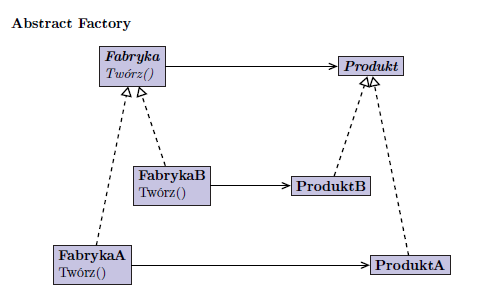 Abstract Factory
Fabryka
Twórz()
Produkt
FabrykaB
Twórz()
ProduktB
FabrykaA
Twórz()
ProduktA